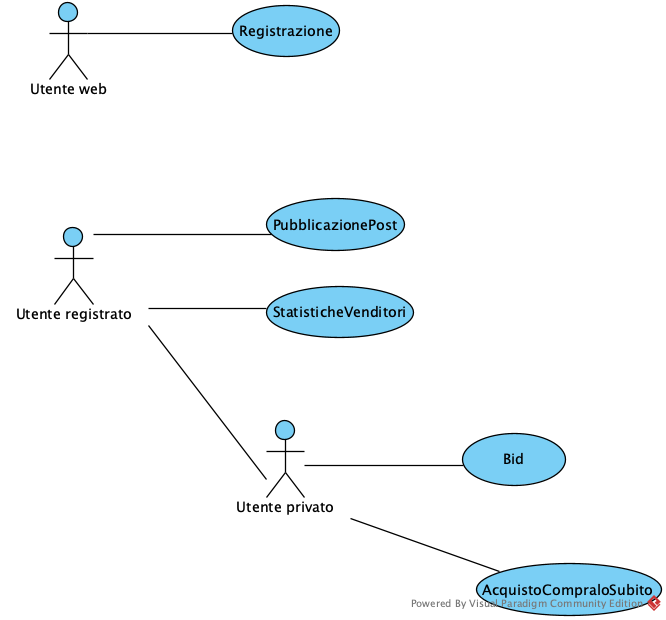 Registrazione
Utente web
PubblicazionePost
Utente registrato
StatisticheVenditori
Bid
Utente privato
AcquistoCompraloSubito
Powered By Visual Paradigm Community Edition